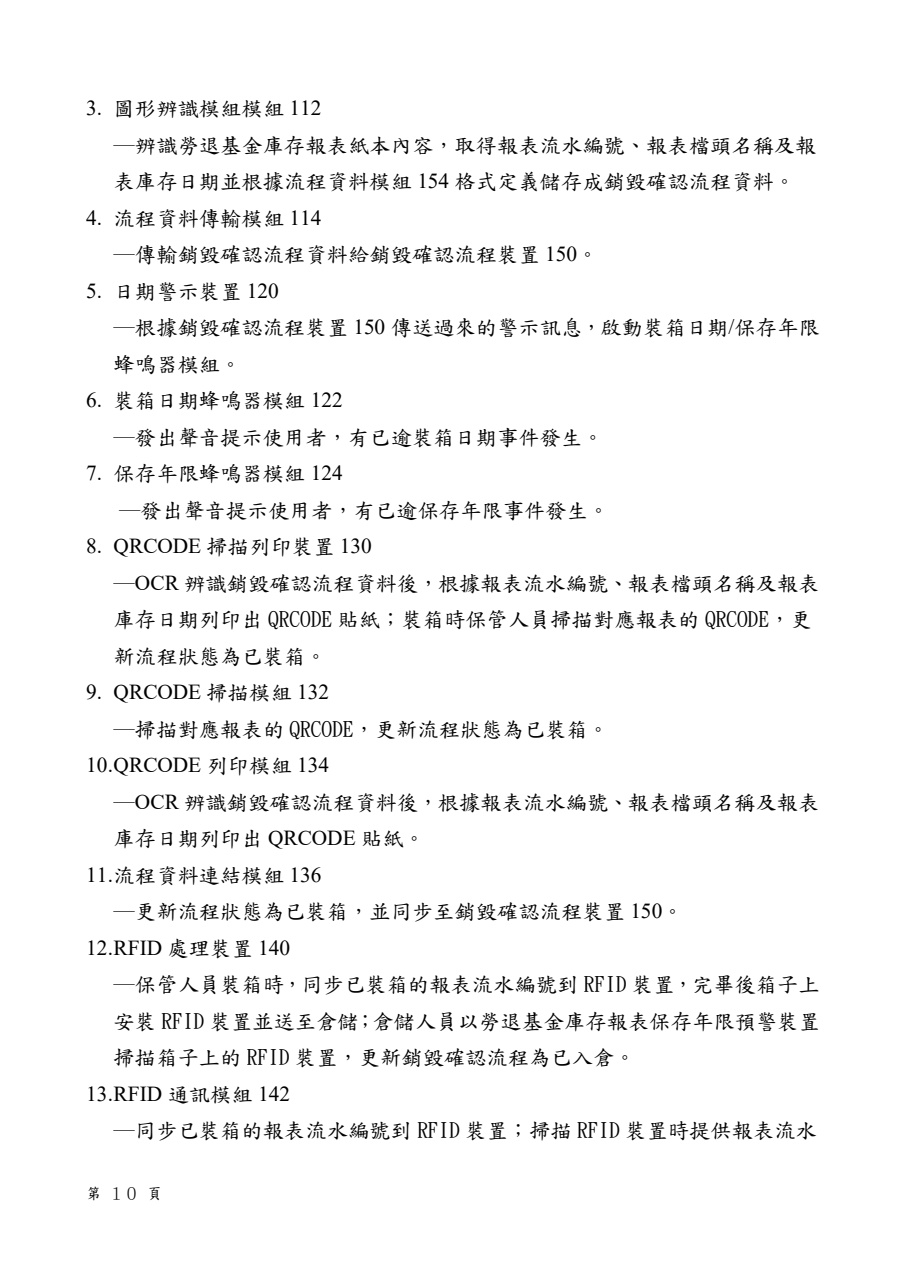 3. 圖形辨識模組模組 112
—辨識勞退基金庫存報表紙本內容，取得報表流水編號、報表檔頭名稱及報
表庫存日期並根據流程資料模組 154 格式定義儲存成銷毀確認流程資料。
4. 流程資料傳輸模組 114
—傳輸銷毀確認流程資料給銷毀確認流程裝置 150。
5. 日期警示裝置 120
—根據銷毀確認流程裝置 150 傳送過來的警示訊息，啟動裝箱日期/保存年限
蜂鳴器模組。
6. 裝箱日期蜂鳴器模組 122
—發出聲音提示使用者，有已逾裝箱日期事件發生。
7. 保存年限蜂鳴器模組 124
—發出聲音提示使用者，有已逾保存年限事件發生。
8. QRCODE 掃描列印裝置 130
—OCR 辨識銷毀確認流程資料後，根據報表流水編號、報表檔頭名稱及報表
庫存日期列印出 QRCODE 貼紙；裝箱時保管人員掃描對應報表的 QRCODE，更
新流程狀態為已裝箱。
9. QRCODE 掃描模組 132
—掃描對應報表的 QRCODE，更新流程狀態為已裝箱。
10.QRCODE 列印模組 134
—OCR 辨識銷毀確認流程資料後，根據報表流水編號、報表檔頭名稱及報表
庫存日期列印出 QRCODE 貼紙。
11.流程資料連結模組 136
—更新流程狀態為已裝箱，並同步至銷毀確認流程裝置 150。
12.RFID 處理裝置 140
—保管人員裝箱時，同步已裝箱的報表流水編號到 RFID 裝置，完畢後箱子上
安裝 RFID 裝置並送至倉儲；倉儲人員以勞退基金庫存報表保存年限預警裝置
掃描箱子上的 RFID 裝置，更新銷毀確認流程為已入倉。
13.RFID 通訊模組 142
—同步已裝箱的報表流水編號到 RFID 裝置；掃描 RFID 裝置時提供報表流水
第 10 頁